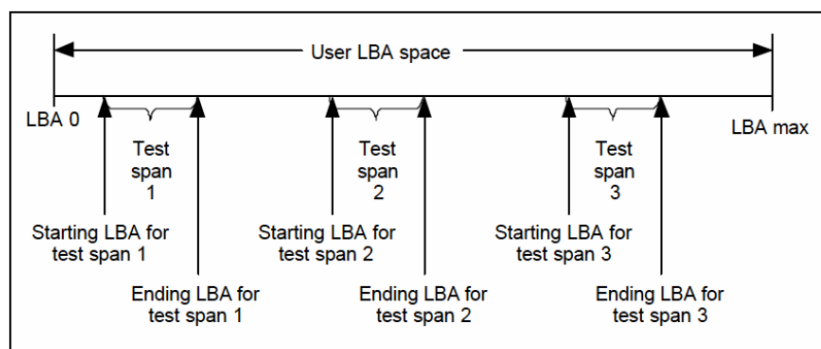 User LBA space
LBA 0
LBA max
Test
span
1
Test
span
2
Test
span
3
Starting LBA for
test span 1
Starting LBA for
test span 2
Starting LBA for
test span 3
Ending LBA for
test span 1
Ending LBA for
test span 2
Ending LBA for
test span 3